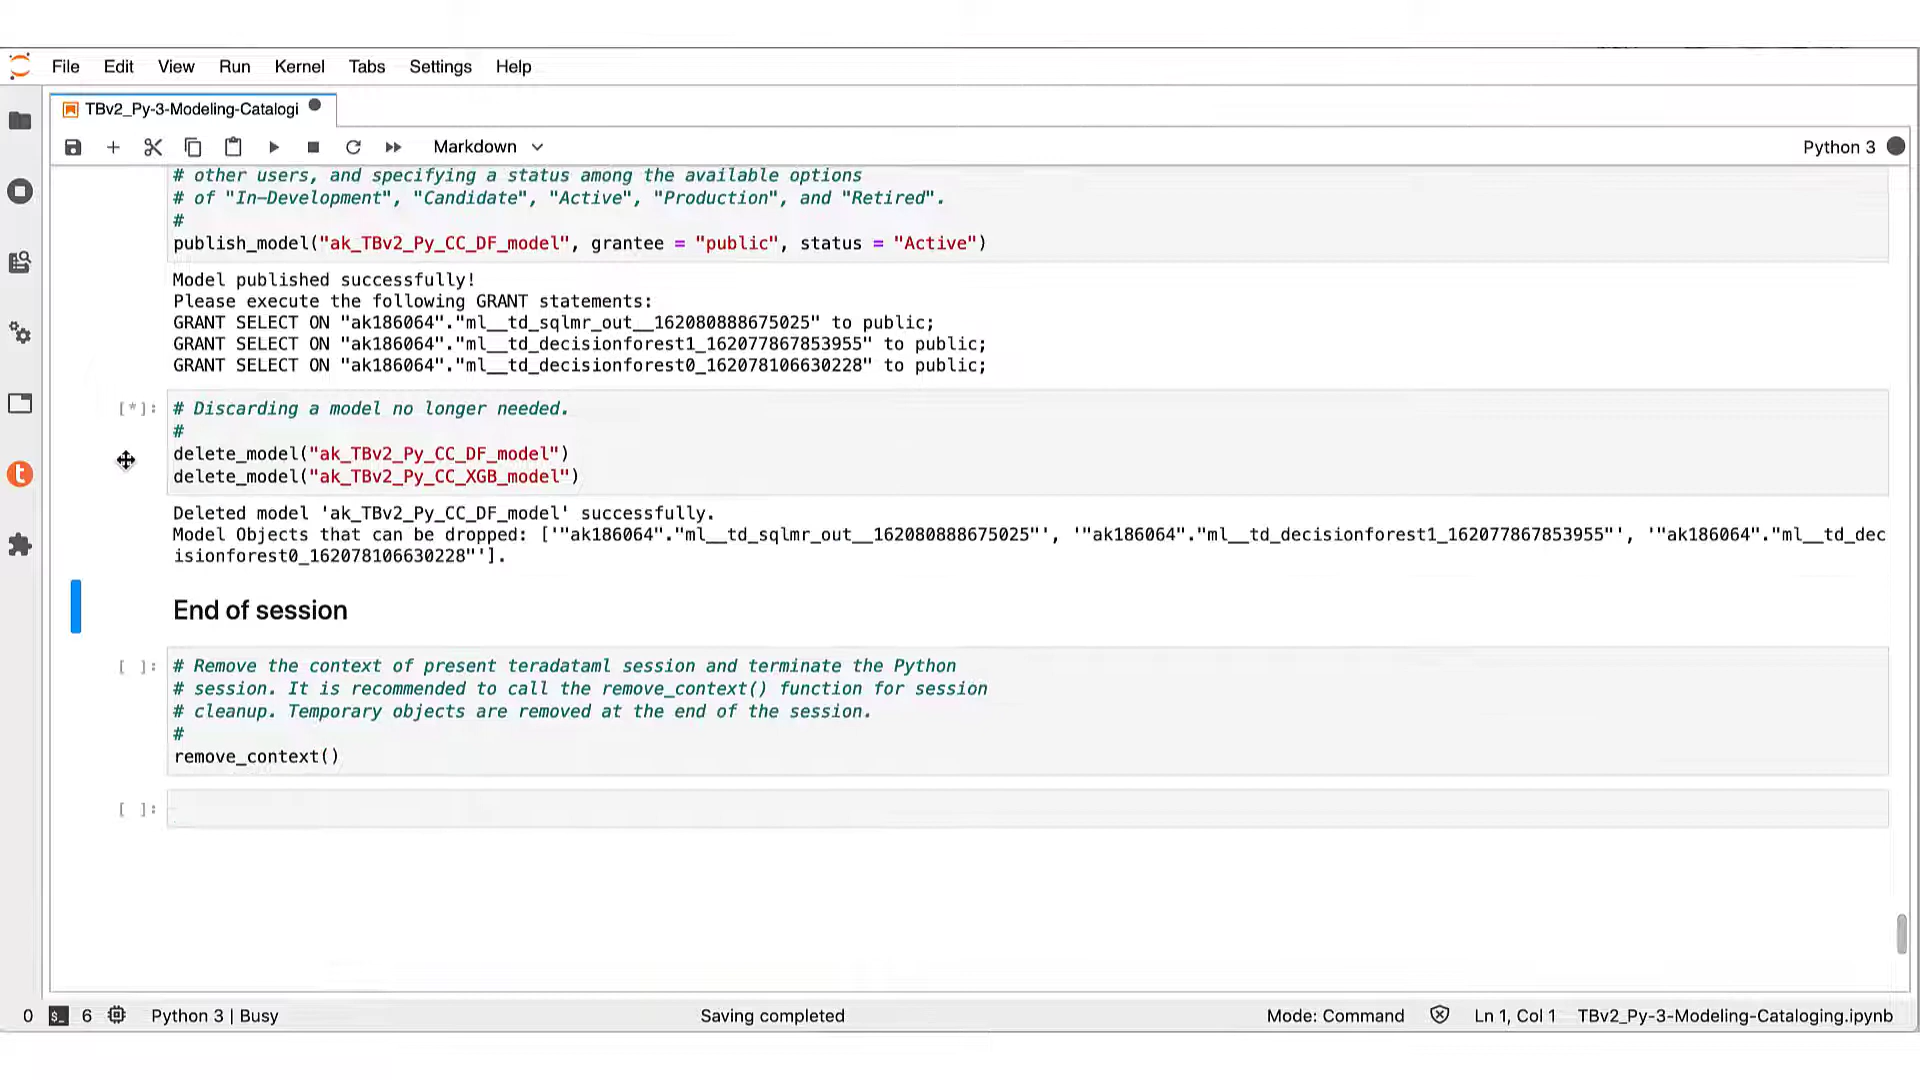 File Edit View Run Kernel Tabs Settings Help
TBv2_Py-3-Modeling-Catalogi
Markdown
Python 3
# other users, and specifying a status among the available options
# of "In-Development", "Candidate", "Active", "Production", and "Retired".
#
publish_model("ak_TBv2_Py_CC_DF_model", grantee = "public", status = "Active")
Model published successfully!
Please execute the following GRANT statements:
GRANT SELECT ON "ak186064"."ml__td_sqlmr_out__162080888675025" to public;
GRANT SELECT ON "ak186064"."ml__td_decisionforest1_162077867853955" to public;
GRANT SELECT ON "ak186064"."ml__td_decisionforest0_162078106630228" to public;
[*]: # Discarding a model no longer needed.
#
delete_model("ak_TBv2_Py_CC_DF_model")
delete_model("ak_TBv2_Py_CC_XGB_model")
Deleted model 'ak_TBv2_Py_CC_DF_model' successfully.
Model Objects that can be dropped: ['"ak186064"."ml__td_sqlmr_out__162080888675025"', '"ak186064"."ml__td_decisionforest1_162077867853955"', '"ak186064"."ml__td_dec
isionforest0_162078106630228"'].
End of session
[ ]: # Remove the context of present teradataml session and terminate the Python
# session. It is recommended to call the remove_context() function for session
# cleanup. Temporary objects are removed at the end of the session.
#
remove_context()
[ ]:
0 $_ 6 Python 3 | Busy Saving completed Mode: Command Ln 1, Col 1 TBv2_Py-3-Modeling-Cataloging.ipynb